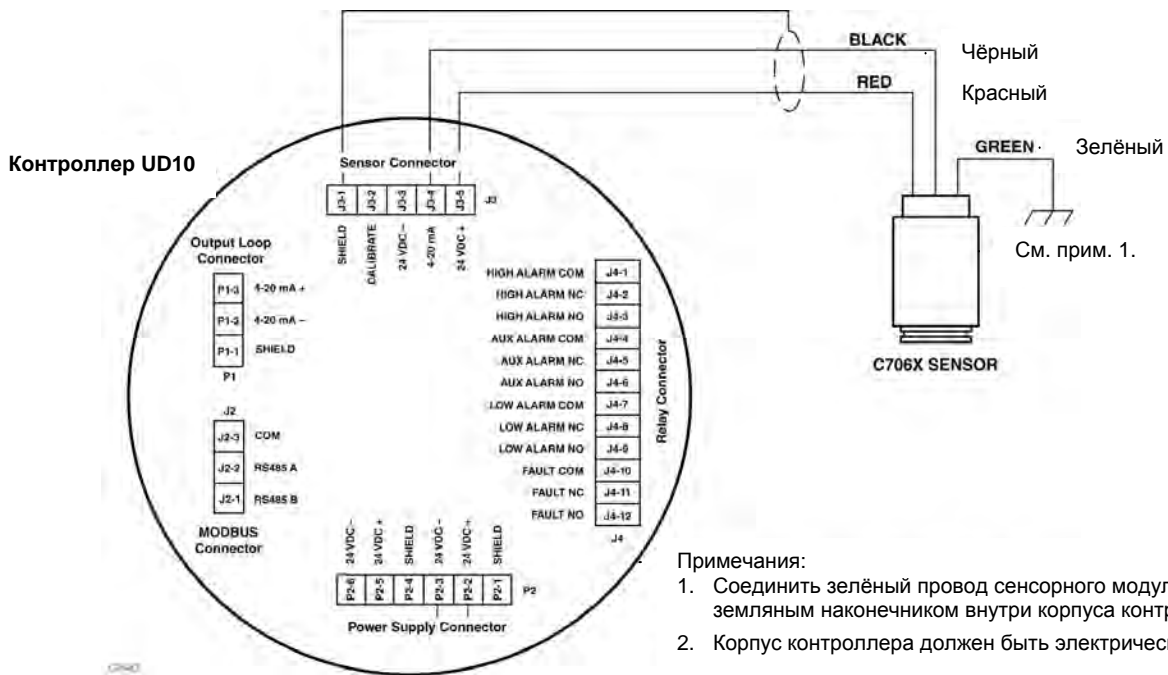 BLACK
Чёрный
RED
Красный
GREEN
Зелёный
См. прим. 1.
C706X SENSOR
Контроллер UD10
Sensor Connector
J3-1
J3-2
J3-3
J3-4
J3-5
J3
SHIELD
CALIBRATE
24 VDC –
4-20 mA
24 VDC +
Output Loop
Connector
P1-3 4-20 mA +
P1-2 4-20 mA –
P1-1 SHIELD
P1
J2
J2-3 COM
J2-2 RS485 A
J2-1 RS485 B
MODBUS
Connector
HIGH ALARM COM J4-1
HIGH ALARM NC J4-2
HIGH ALARM NO J4-3
AUX ALARM COM J4-4
AUX ALARM NC J4-5
AUX ALARM NO J4-6
LOW ALARM COM J4-7
LOW ALARM NC J4-8
LOW ALARM NO J4-9
FAULT COM J4-10
FAULT NC J4-11
FAULT NO J4-12
J4
Relay Connector
24 VDC –
24 VDC +
SHIELD
24 VDC –
24 VDC +
SHIELD
P2-6
P2-5
P2-4
P2-3
P2-2
P2-1
P2
Power Supply Connector
Примечания:
1. Соединить зелёный провод сенсорного модул
земляным наконечником внутри корпуса конт
2. Корпус контроллера должен быть электричес